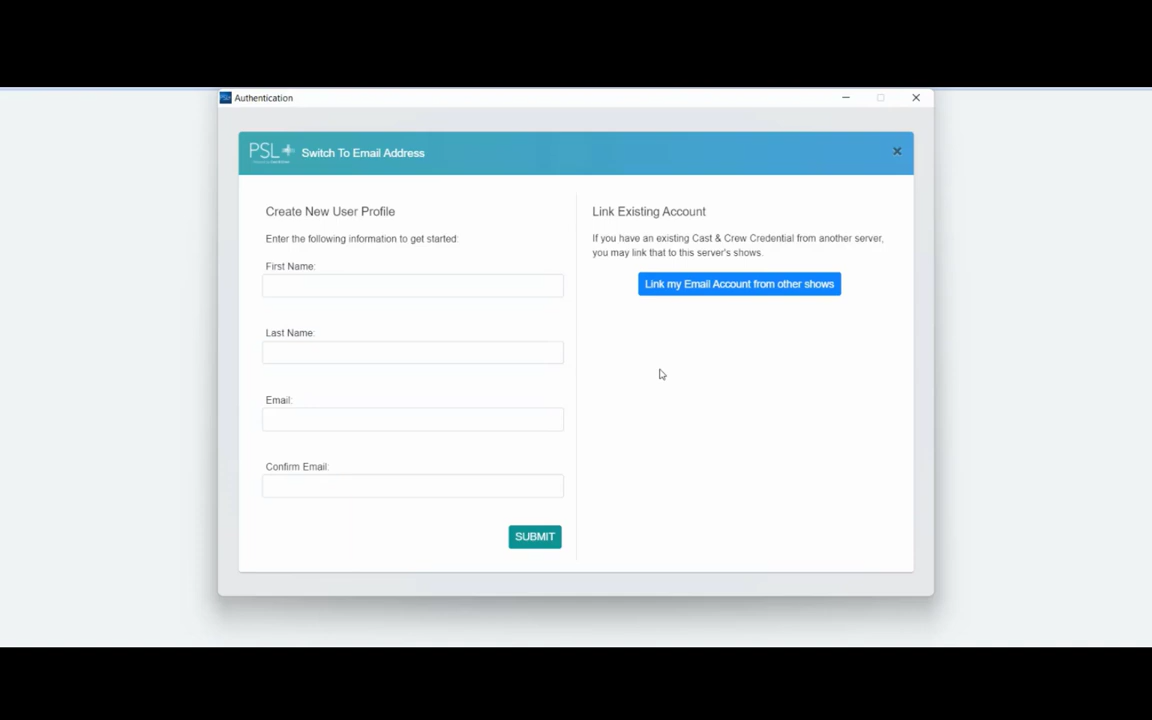 Authentication
PSL+ Switch To Email Address
Create New User Profile
Enter the following information to get started:
First Name:
Last Name:
Email:
Confirm Email:
SUBMIT
Link Existing Account
If you have an existing Cast & Crew Credential from another server,
you may link that to this server's shows.
Link my Email Account from other shows